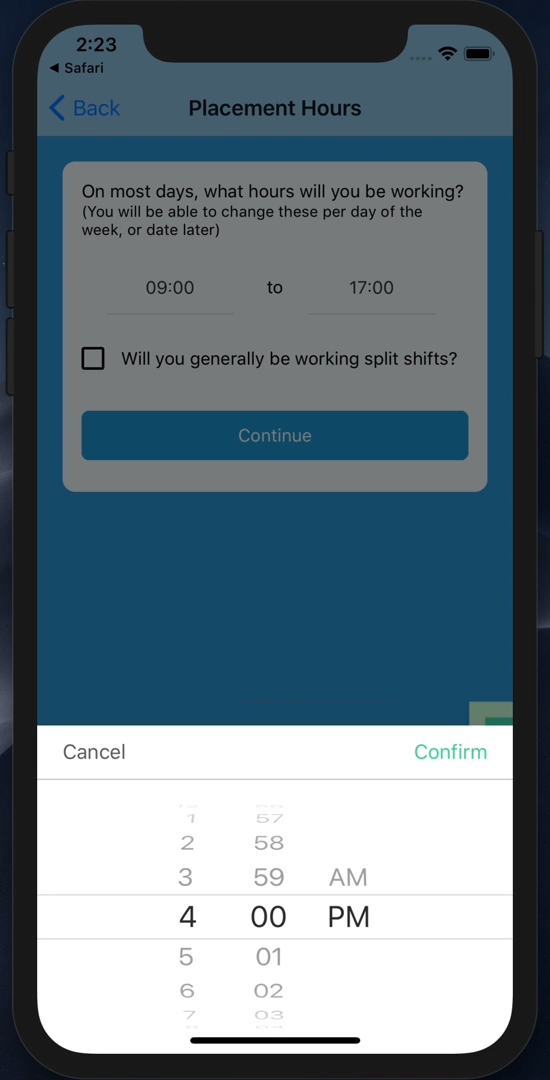 2:23
◀ Safari
Back
Placement Hours
On most days, what hours will you be working?
(You will be able to change these per day of the
week, or date later)
09:00 to 17:00
Will you generally be working split shifts?
Continue
Cancel Confirm
1 57
2 58
3 59 AM
4 00 PM
5 01
6 02
7 03